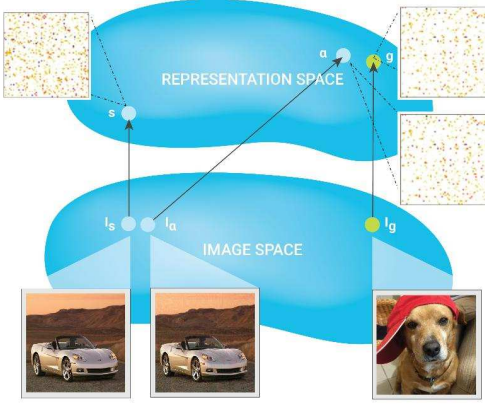 α
g
REPRESENTATION SPACE
s
Is
Iα
Ig
IMAGE SPACE